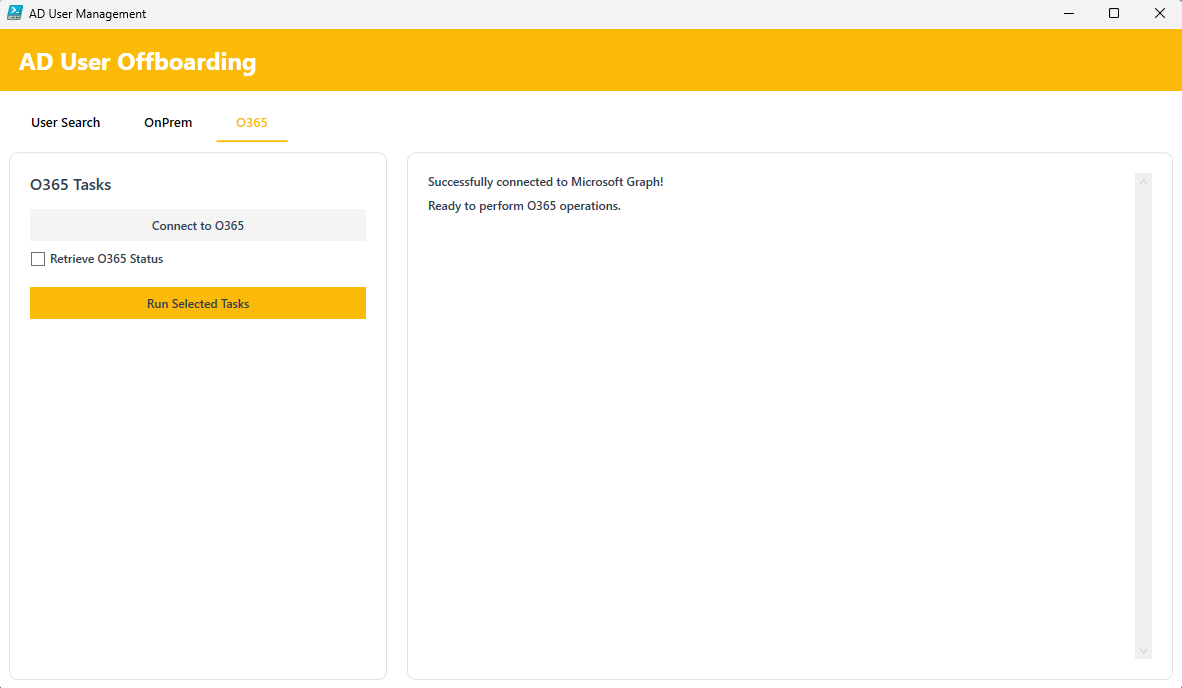 AD User Management
AD User Offboarding
User Search
OnPrem
O365
O365 Tasks
Connect to O365
Retrieve O365 Status
Run Selected Tasks
Successfully connected to Microsoft Graph!
Ready to perform O365 operations.